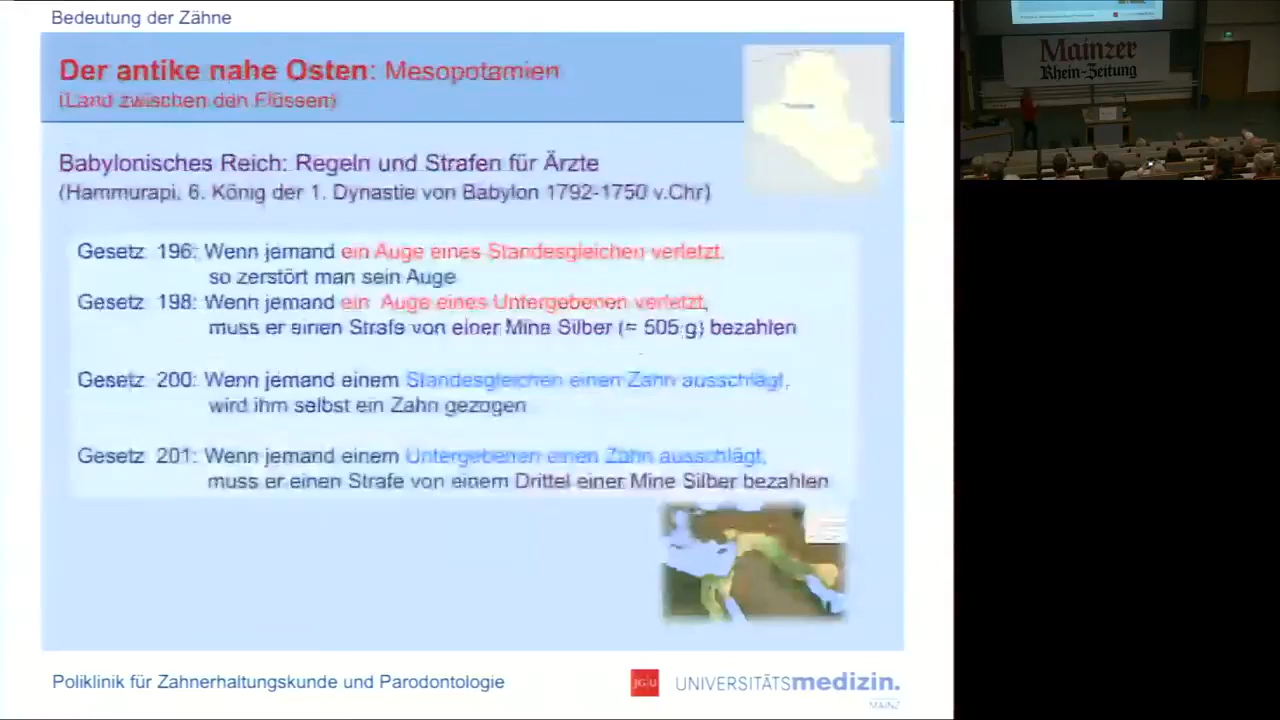 Bedeutung der Zähne
Der antike nahe Osten: Mesopotamien
(Land zwischen den Flüssen)
Babylonisches Reich: Regeln und Strafen für Ärzte
(Hammurapi, 6. König der 1. Dynastie von Babylon 1792-1750 v.Chr)
Gesetz 196: Wenn jemand ein Auge eines Standesgleichen verletzt,
so zerstört man sein Auge
Gesetz 198: Wenn jemand ein Auge eines Untergebenen verletzt,
muss er einen Strafe von einer Mine Silber (= 505 g) bezahlen
Gesetz 200: Wenn jemand einem Standesgleichen einen Zahn ausschlägt,
wird ihm selbst ein Zahn gezogen
Gesetz 201: Wenn jemand einem Untergebenen einen Zahn ausschlägt,
muss er einen Strafe von einem Drittel einer Mine Silber bezahlen
Poliklinik für Zahnerhaltungskunde und Parodontologie
JG|U UNIVERSITÄTSmedizin.
MAINZ
Mainzer
Rhein-Zeitung